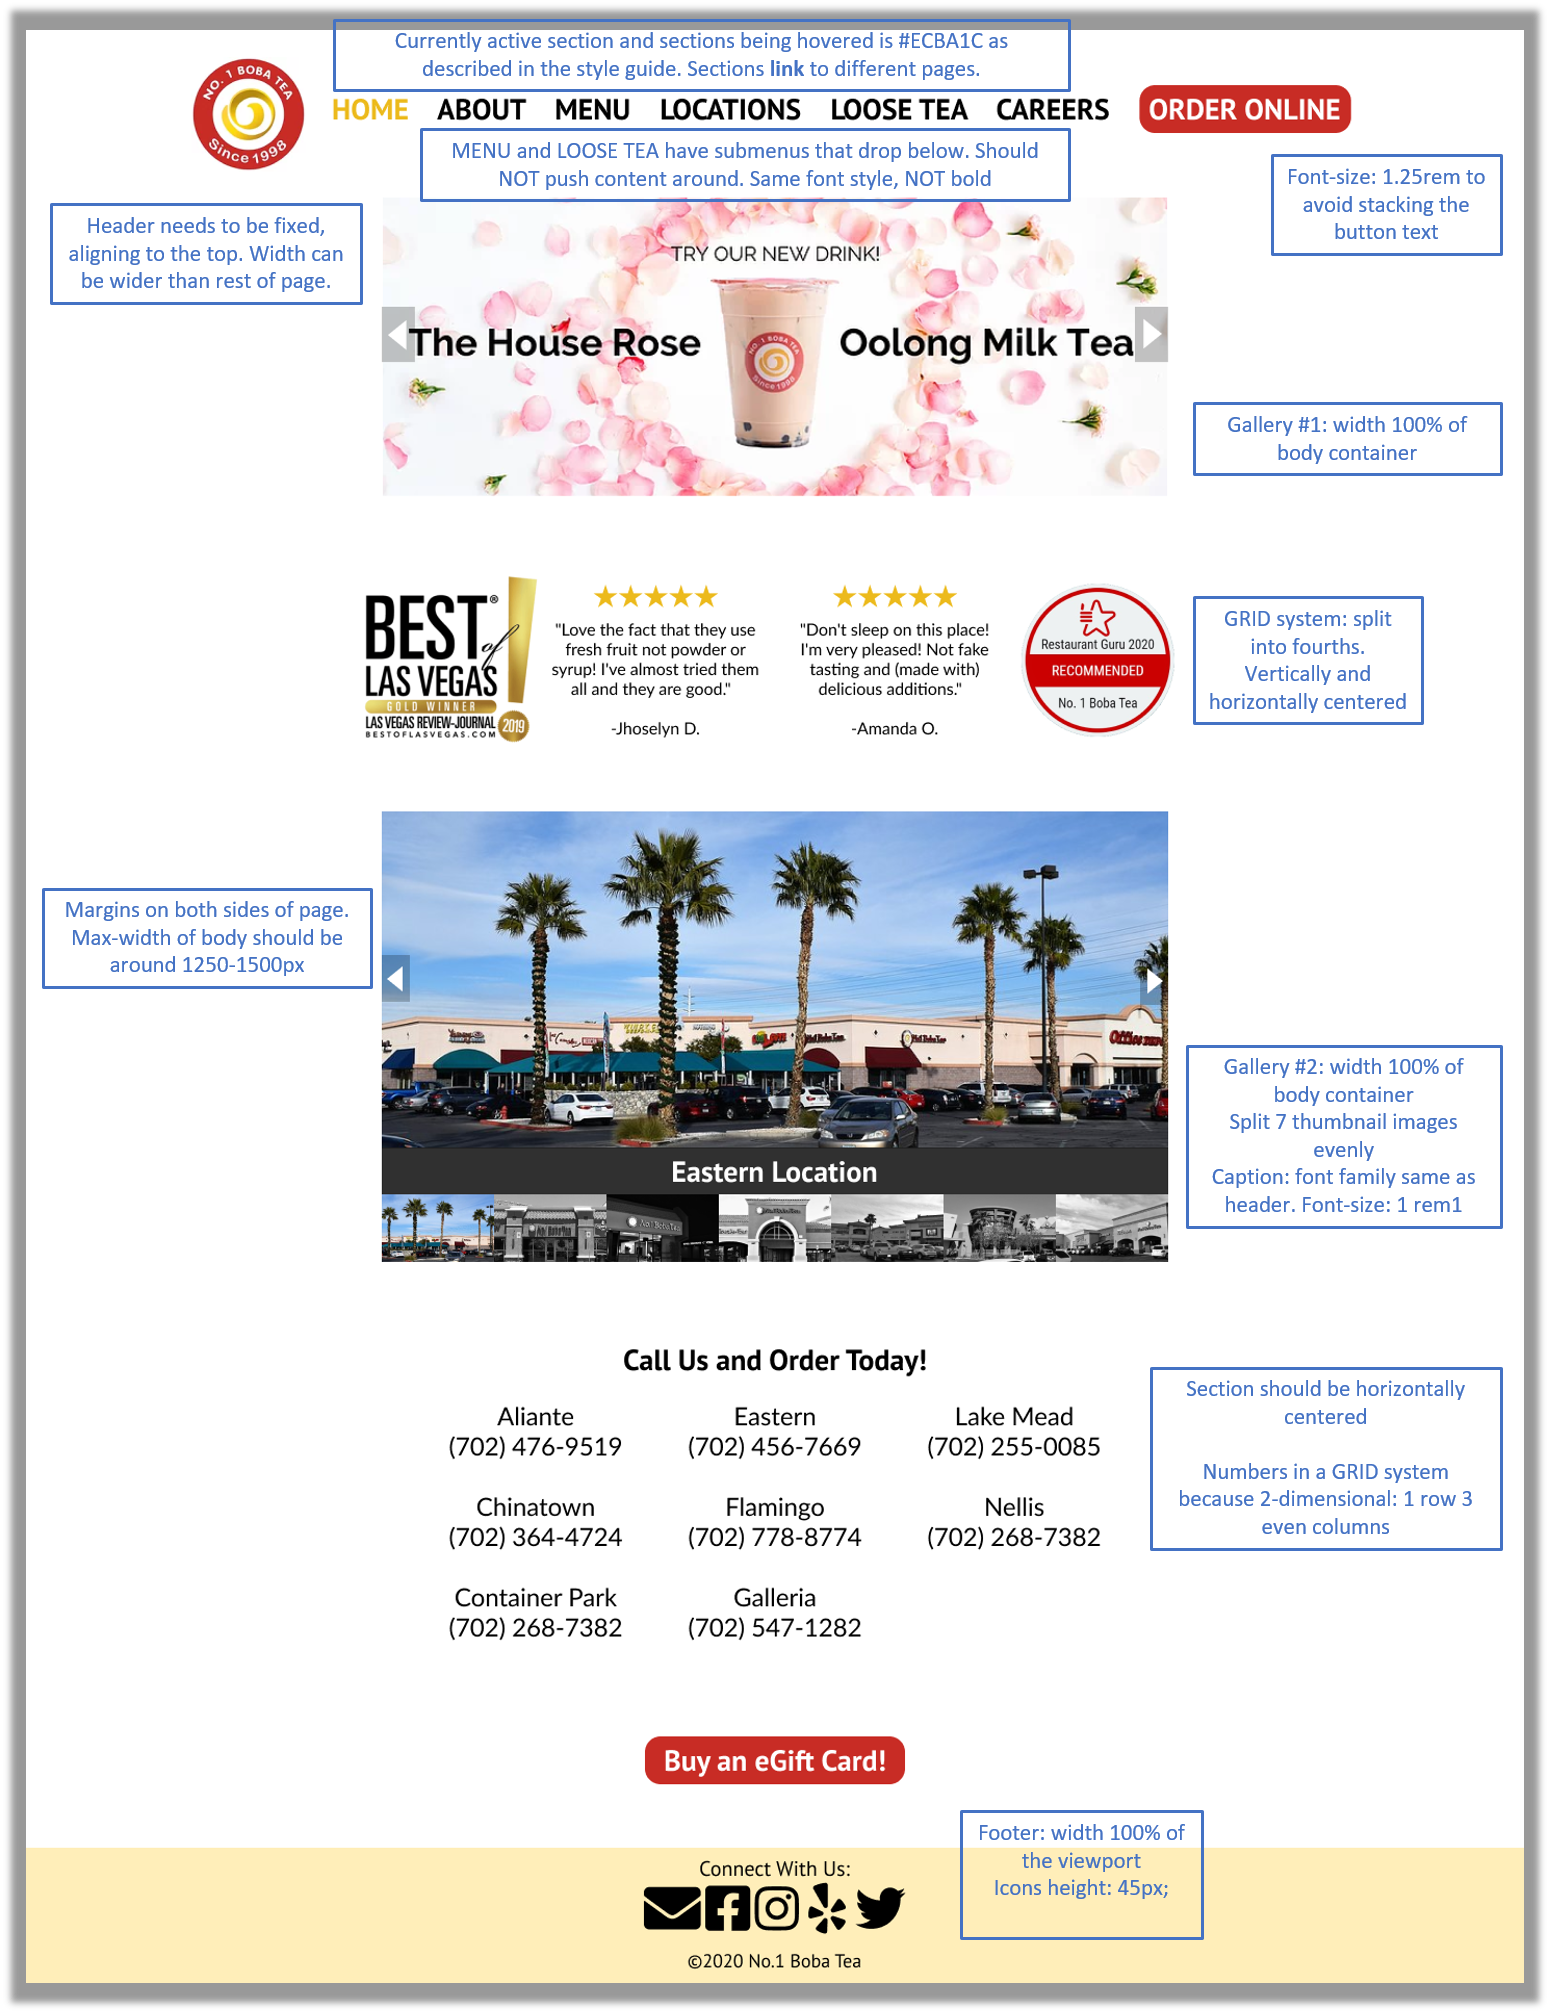 Currently active section and sections being hovered is #ECBA1C as
described in the style guide. Sections link to different pages.
NO. 1 BOBA TEA
Since 1998
HOME ABOUT MENU LOCATIONS LOOSE TEA CAREERS ORDER ONLINE
MENU and LOOSE TEA have submenus that drop below. Should
NOT push content around. Same font style, NOT bold
Font-size: 1.25rem to
avoid stacking the
button text
Header needs to be fixed,
aligning to the top. Width can
be wider than rest of page.
TRY OUR NEW DRINK!
The House Rose
Oolong Milk Tea
NO. 1 BOBA TEA
Since 1998
Gallery #1: width 100% of
body container
BEST®
of
LAS VEGAS
GOLD WINNER
LAS VEGAS REVIEW-JOURNAL
BESTOFLASVEGAS.COM
2019
"Love the fact that they use
fresh fruit not powder or
syrup! I've almost tried them
all and they are good."
-Jhoselyn D.
"Don't sleep on this place!
I'm very pleased! Not fake
tasting and (made with)
delicious additions."
-Amanda O.
Restaurant Guru 2020
RECOMMENDED
No. 1 Boba Tea
GRID system: split
into fourths.
Vertically and
horizontally centered
Margins on both sides of page.
Max-width of body should be
around 1250-1500px
Eastern Location
Gallery #2: width 100% of
body container
Split 7 thumbnail images
evenly
Caption: font family same as
header. Font-size: 1 rem1
Call Us and Order Today!
Aliante
(702) 476-9519
Eastern
(702) 456-7669
Lake Mead
(702) 255-0085
Chinatown
(702) 364-4724
Flamingo
(702) 778-8774
Nellis
(702) 268-7382
Container Park
(702) 268-7382
Galleria
(702) 547-1282
Section should be horizontally
centered
Numbers in a GRID system
because 2-dimensional: 1 row 3
even columns
Buy an eGift Card!
Footer: width 100% of
the viewport
Icons height: 45px;
Connect With Us:
©2020 No.1 Boba Tea